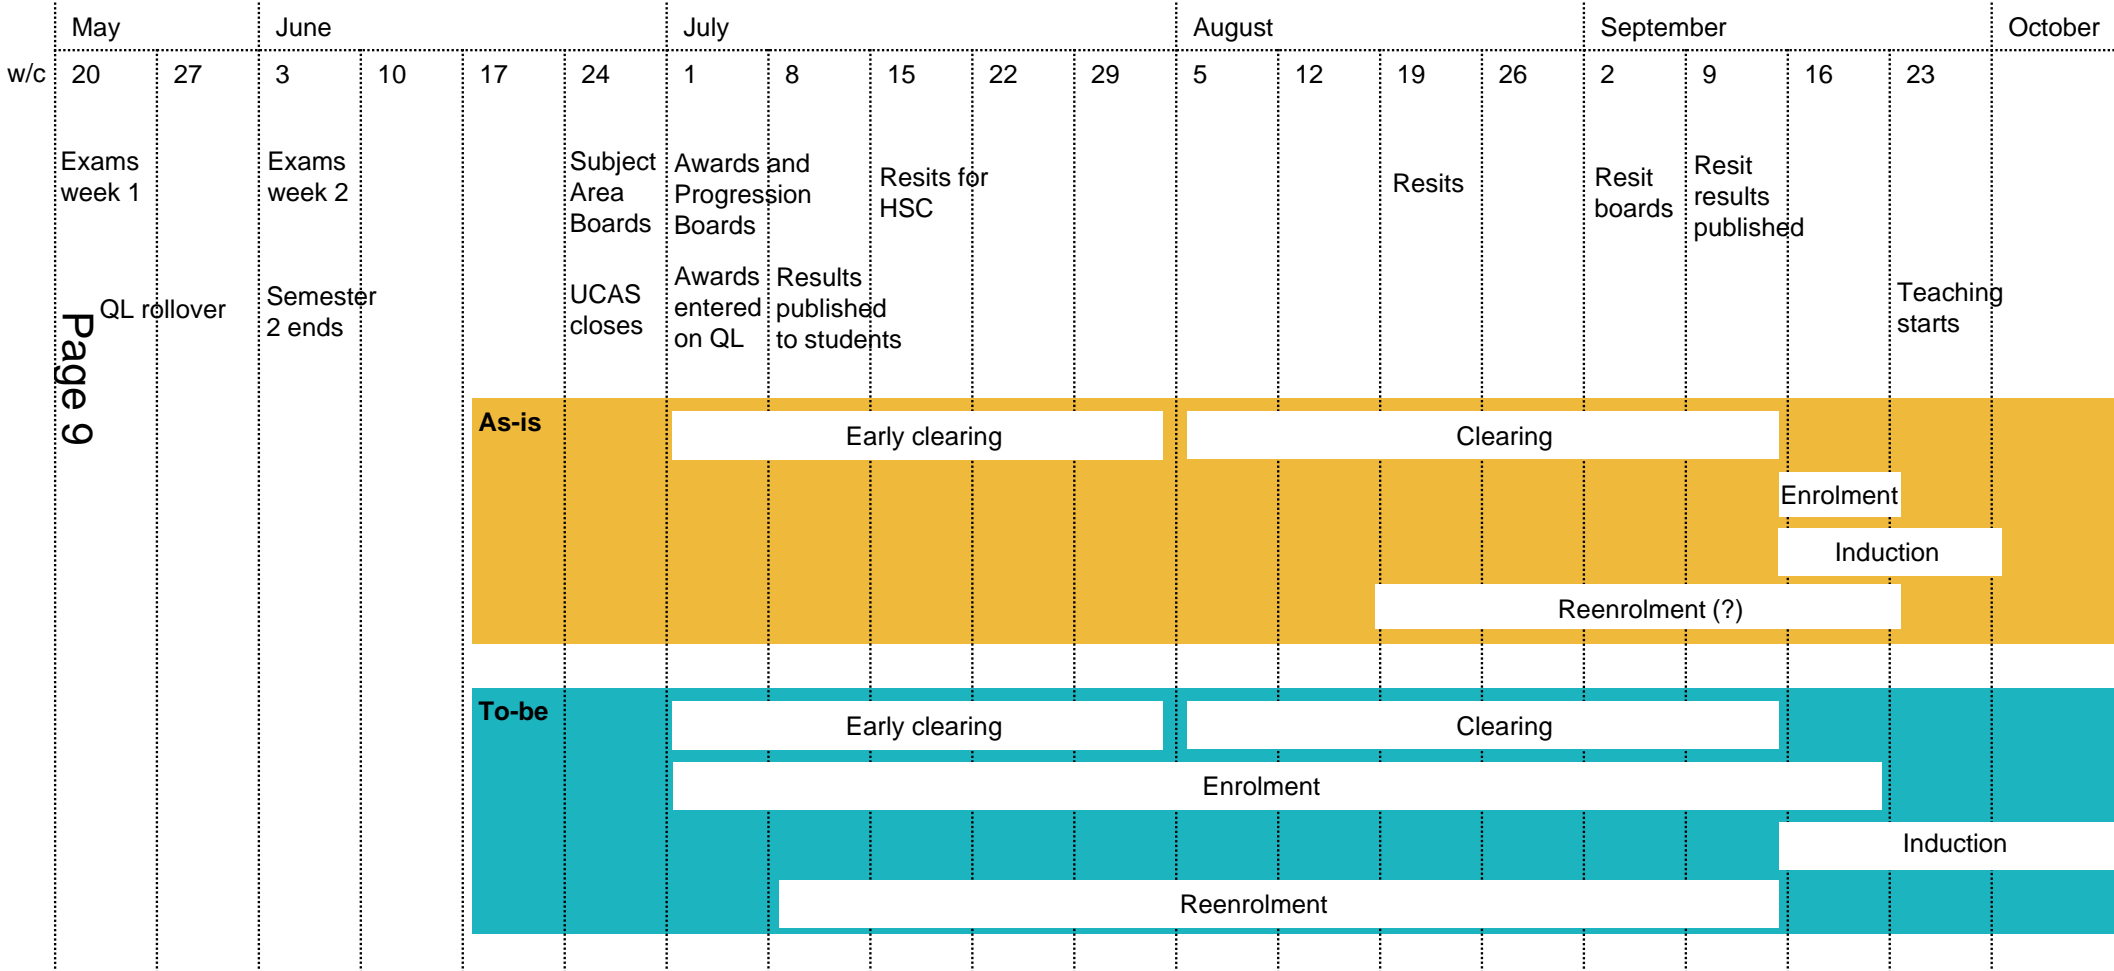 May June July August September October
w/c 20 27 3 10 17 24 1 8 15 22 29 5 12 19 26 2 9 16 23
Exams
week 1
Exams
week 2
Subject
Area
Boards
Awards and
Progression
Boards
Resits for
HSC
Resits
Resit
boards
Resit
results
published
Page 9
QL rollover
Semester
2 ends
UCAS
closes
Awards
entered
on QL
Results
published
to students
Teaching
starts
As-is
Early clearing
Clearing
Enrolment
Induction
Reenrolment (?)
To-be
Early clearing
Clearing
Enrolment
Induction
Reenrolment